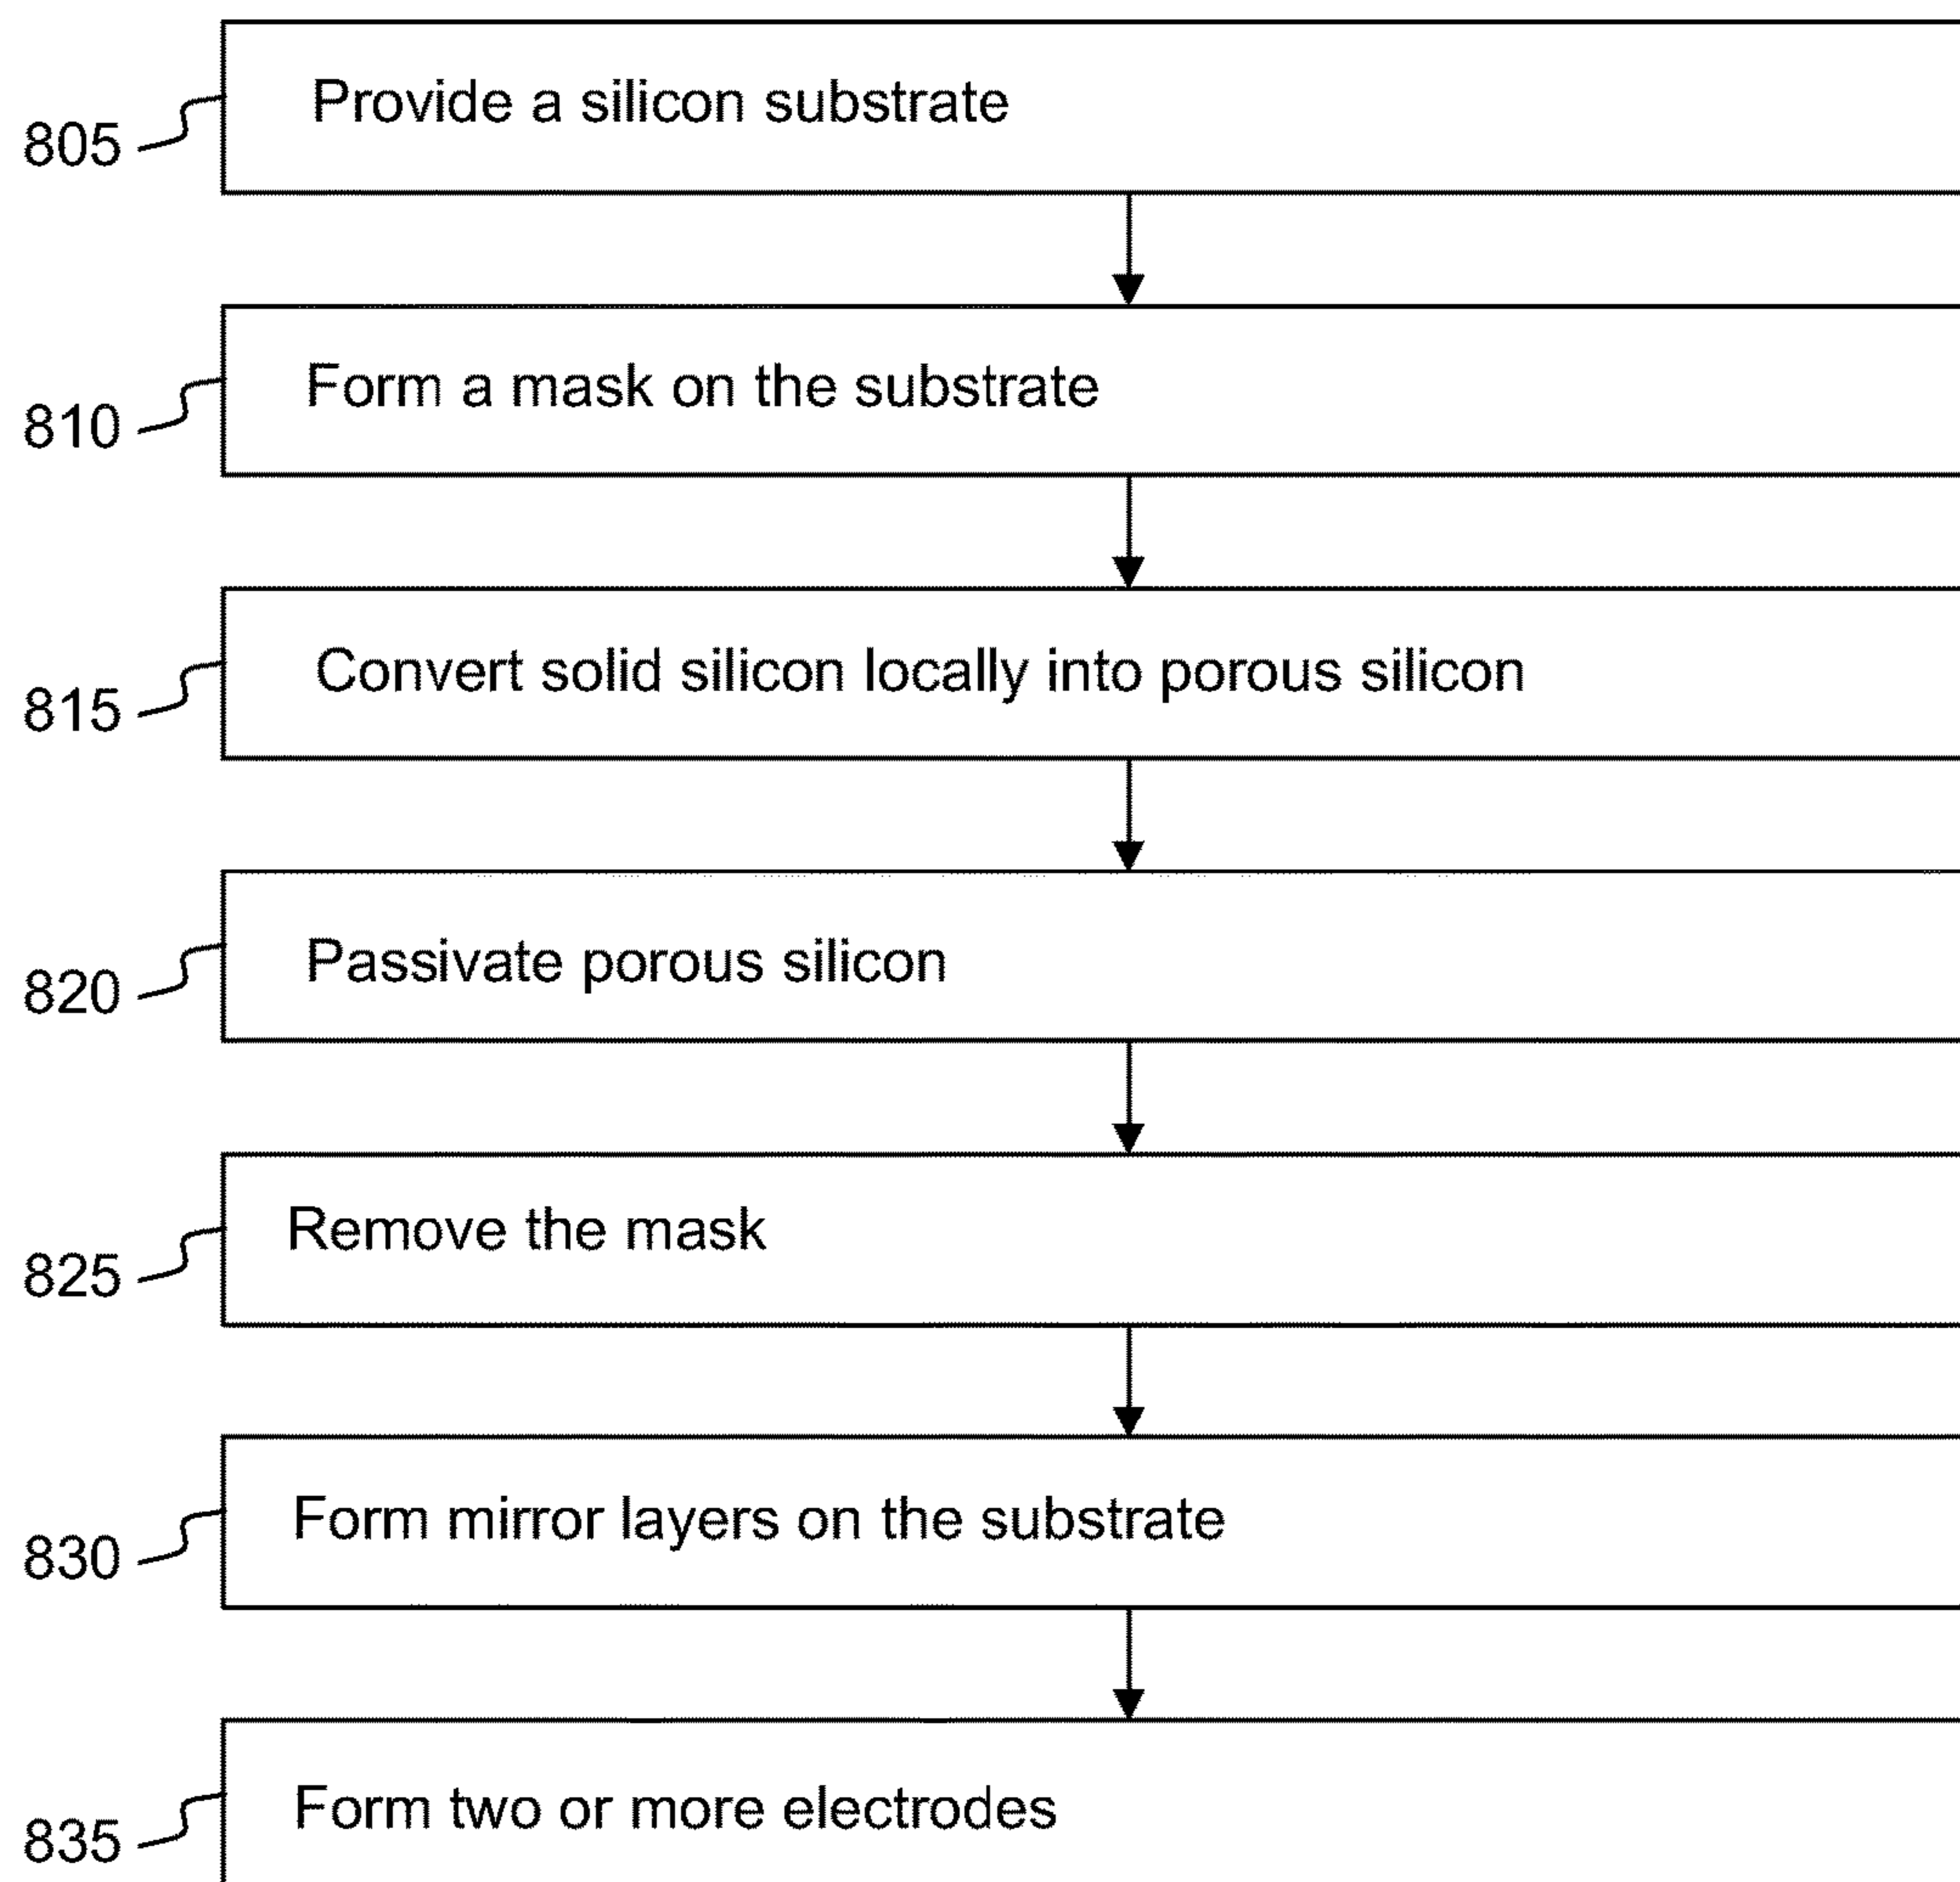 Provide a silicon substrate
805
Form a mask on the substrate
810
Convert solid silicon locally into porous silicon
815
Passivate porous silicon
820
Remove the mask
825
Form mirror layers on the substrate
830
Form two or more electrodes
835